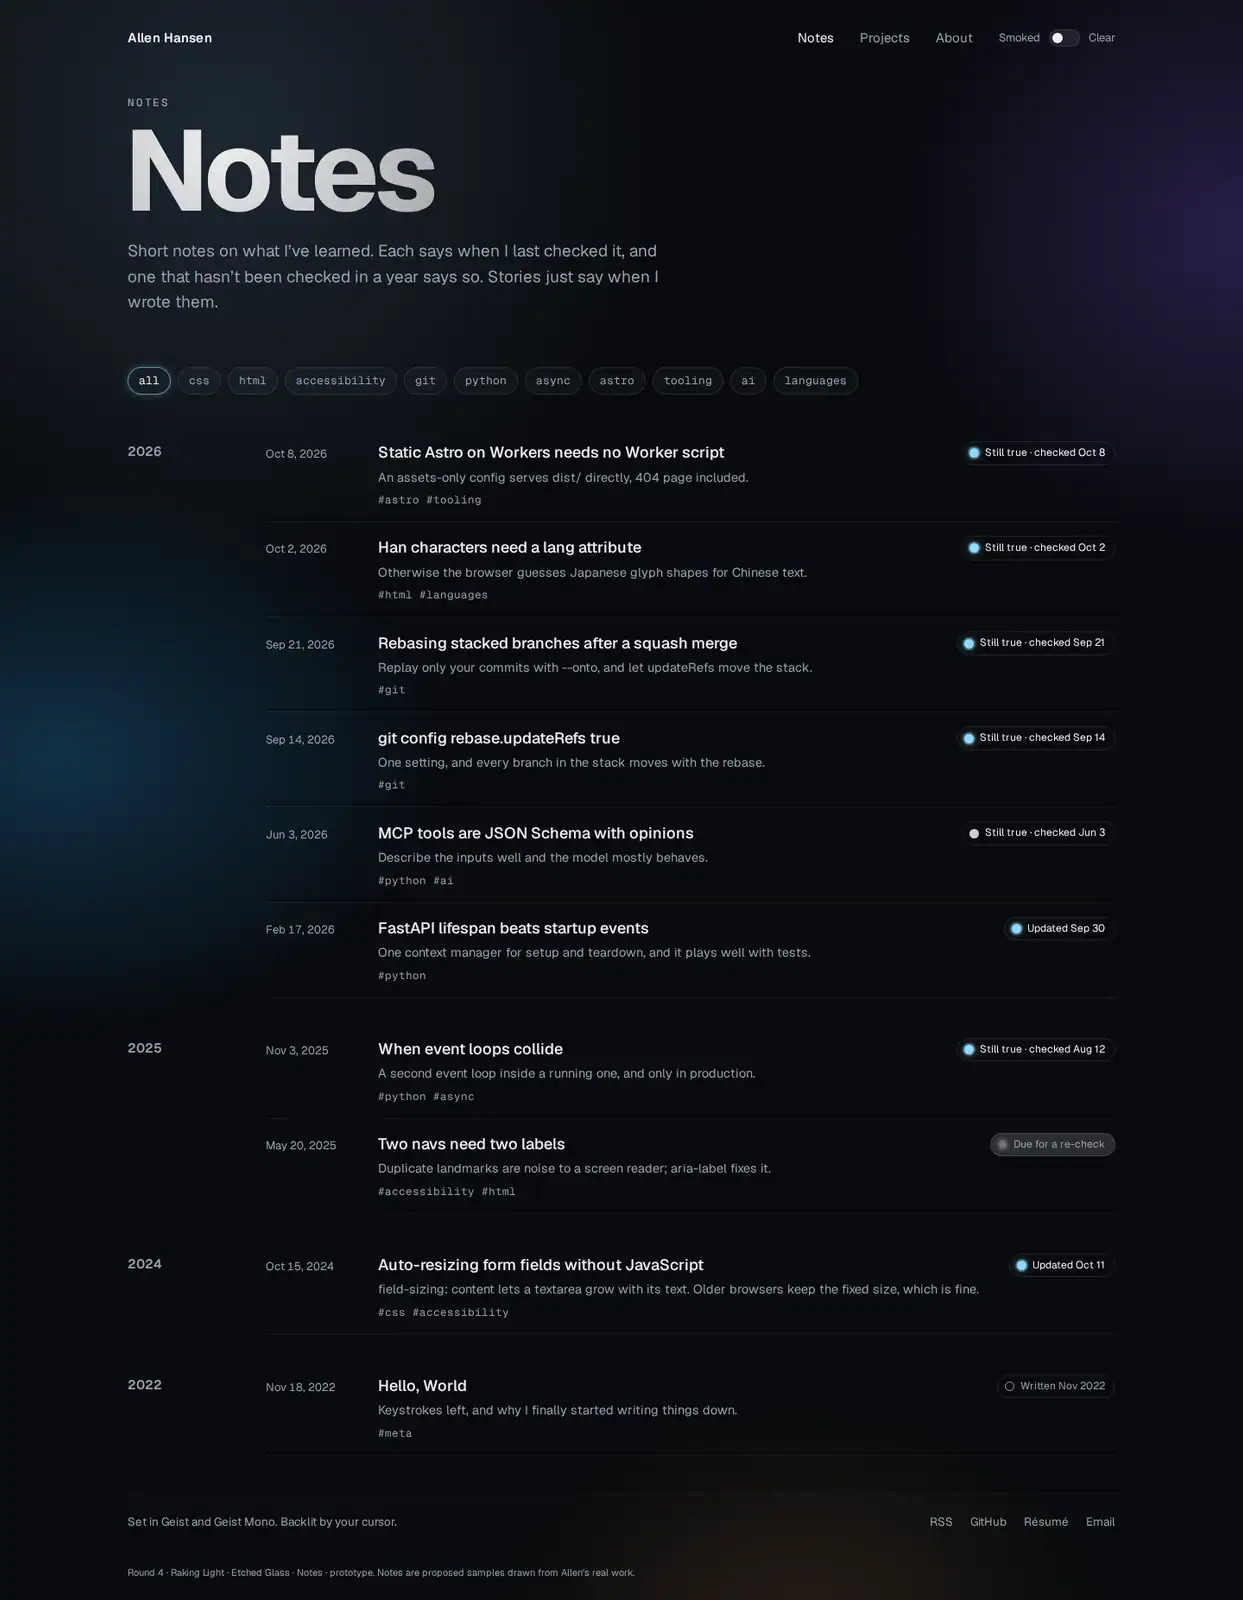 Allen Hansen
Notes Projects About Smoked Clear
NOTES
Notes
Short notes on what I’ve learned. Each says when I last checked it, and
one that hasn’t been checked in a year says so. Stories just say when I
wrote them.
all css html accessibility git python async astro tooling ai languages
2026
Oct 8, 2026
Static Astro on Workers needs no Worker script
Still true · checked Oct 8
An assets-only config serves dist/ directly, 404 page included.
#astro #tooling
Oct 2, 2026
Han characters need a lang attribute
Still true · checked Oct 2
Otherwise the browser guesses Japanese glyph shapes for Chinese text.
#html #languages
Sep 21, 2026
Rebasing stacked branches after a squash merge
Still true · checked Sep 21
Replay only your commits with --onto, and let updateRefs move the stack.
#git
Sep 14, 2026
git config rebase.updateRefs true
Still true · checked Sep 14
One setting, and every branch in the stack moves with the rebase.
#git
Jun 3, 2026
MCP tools are JSON Schema with opinions
Still true · checked Jun 3
Describe the inputs well and the model mostly behaves.
#python #ai
Feb 17, 2026
FastAPI lifespan beats startup events
Updated Sep 30
One context manager for setup and teardown, and it plays well with tests.
#python
2025
Nov 3, 2025
When event loops collide
Still true · checked Aug 12
A second event loop inside a running one, and only in production.
#python #async
May 20, 2025
Two navs need two labels
Due for a re-check
Duplicate landmarks are noise to a screen reader; aria-label fixes it.
#accessibility #html
2024
Oct 15, 2024
Auto-resizing form fields without JavaScript
Updated Oct 11
field-sizing: content lets a textarea grow with its text. Older browsers keep the fixed size, which is fine.
#css #accessibility
2022
Nov 18, 2022
Hello, World
Written Nov 2022
Keystrokes left, and why I finally started writing things down.
#meta
Set in Geist and Geist Mono. Backlit by your cursor.
RSS GitHub Résumé Email
Round 4 · Raking Light · Etched Glass · Notes · prototype. Notes are proposed samples drawn from Allen's real work.